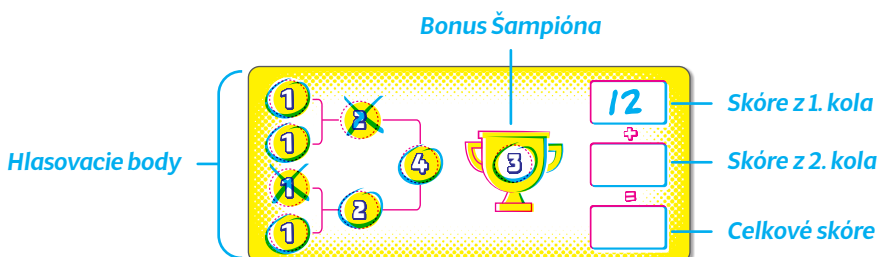 Bonus Šampióna
Hlasovacie body
1
1
1
1
2
2
4
3
12
+
=
Skóre z 1. kola
Skóre z 2. kola
Celkové skóre